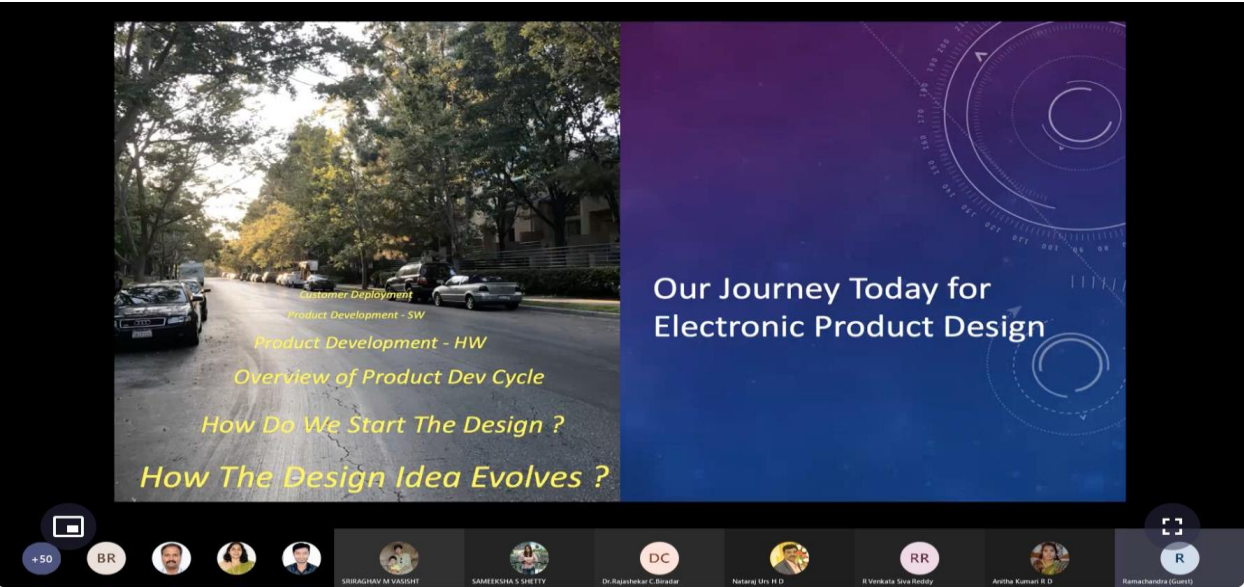 Customer Deployment
Product Development - SW
Product Development - HW
Overview of Product Dev Cycle
How Do We Start The Design ?
How The Design Idea Evolves ?
Our Journey Today for
Electronic Product Design
+50
BR
DC
RR
R
SRIRAGHAV M VASISHT
SAMEEKSHA S SHETTY
Dr.Rajashekar C.Biradar
Nataraj Urs H D
R Venkata Siva Reddy
Anitha Kumari R D
Ramachandra (Guest)